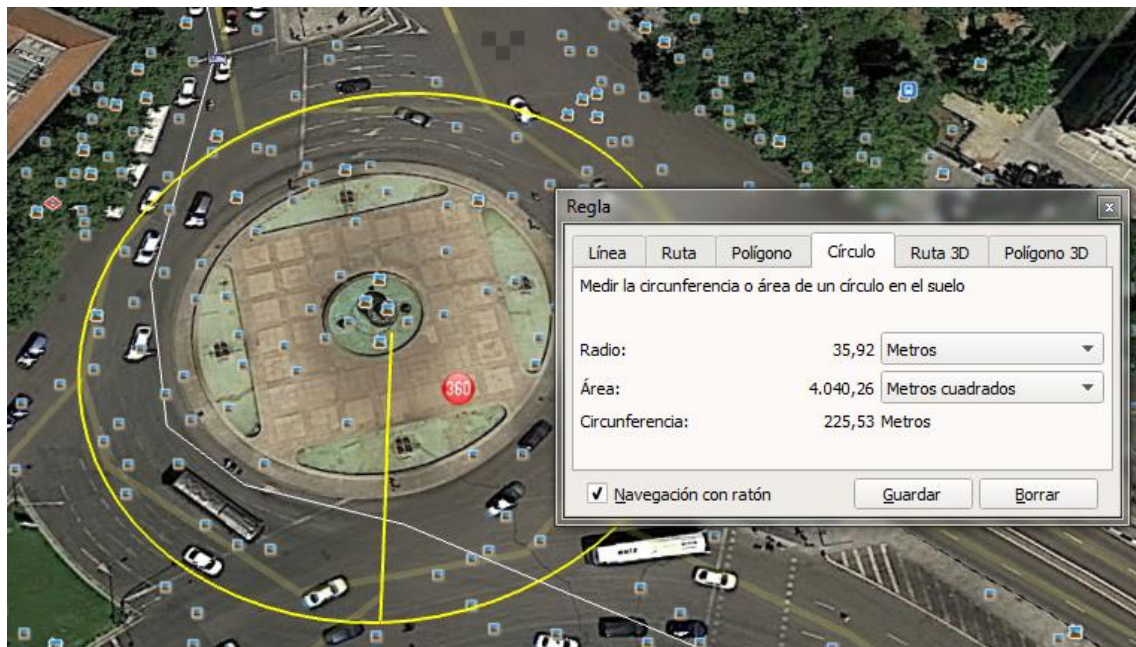 Regla
x
Línea Ruta Polígono Círculo Ruta 3D Polígono 3D
Medir la circunferencia o área de un círculo en el suelo
Radio: 35,92 Metros
Área: 4.040,26 Metros cuadrados
Circunferencia: 225,53 Metros
Navegación con ratón Guardar Borrar
360